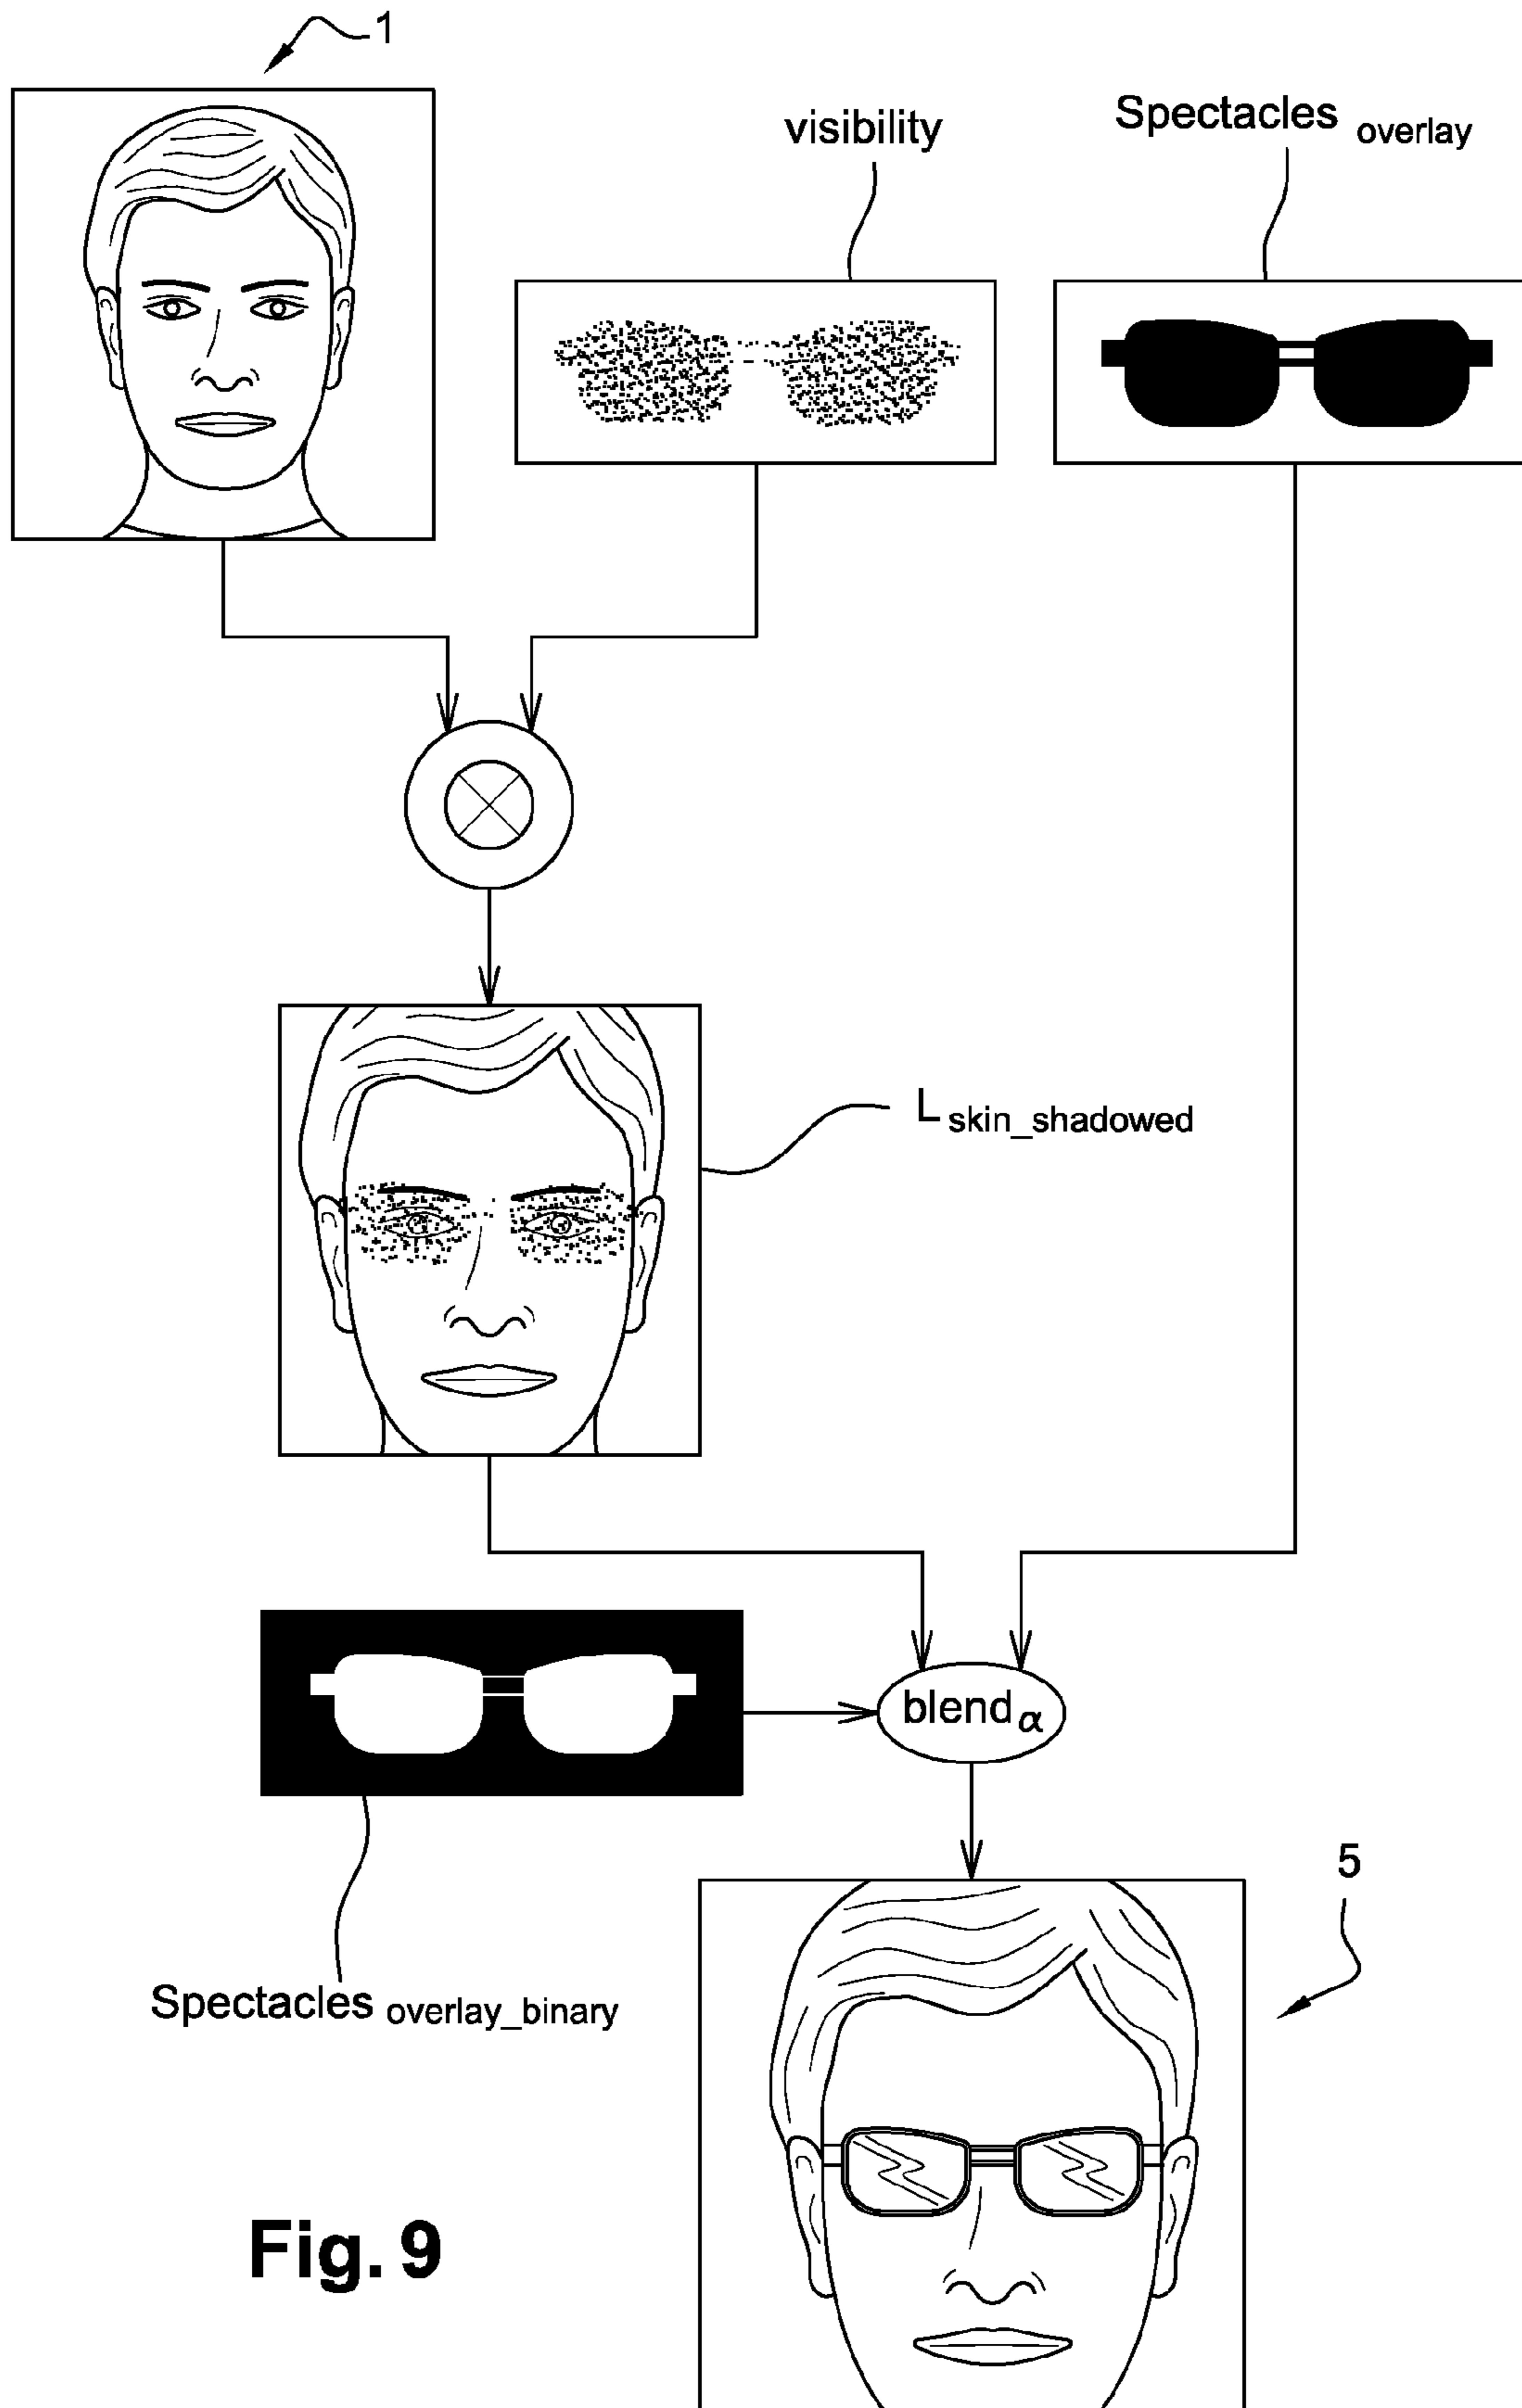 1
visibility
Spectacles overlay
L skin_shadowed
blend α
Spectacles overlay_binary
5
Fig. 9